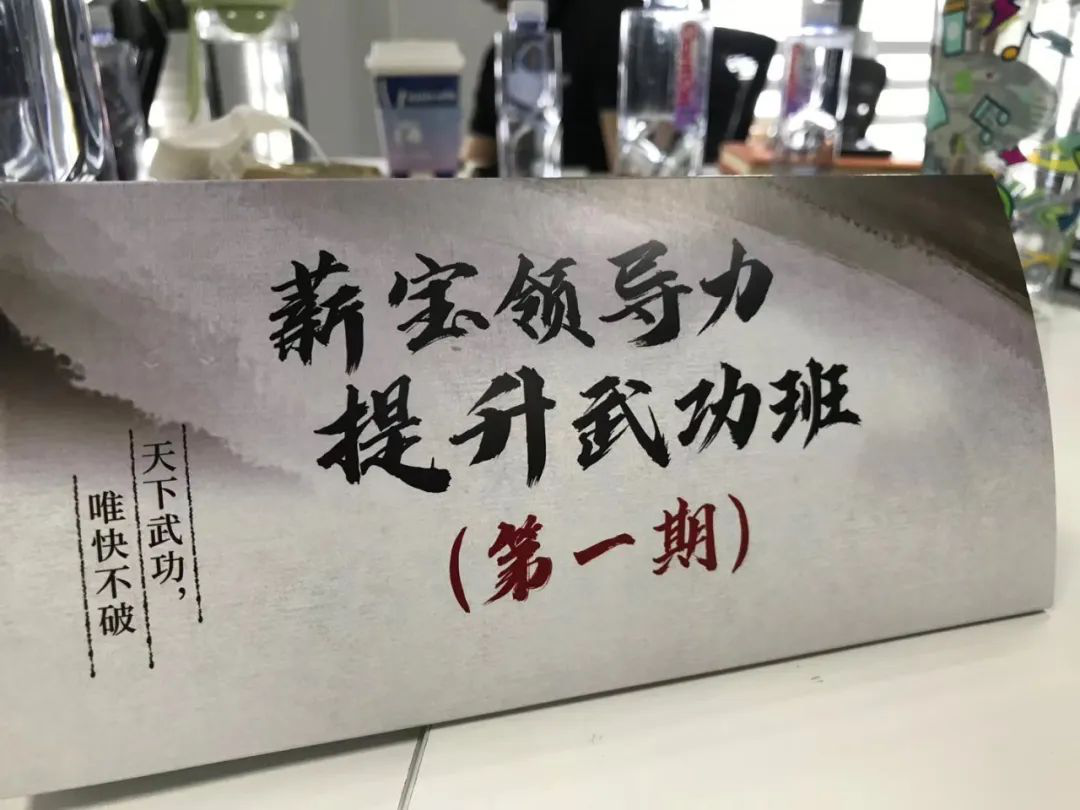 薪宝领导力
提升武功班
(第一期)
天下武功，
唯快不破